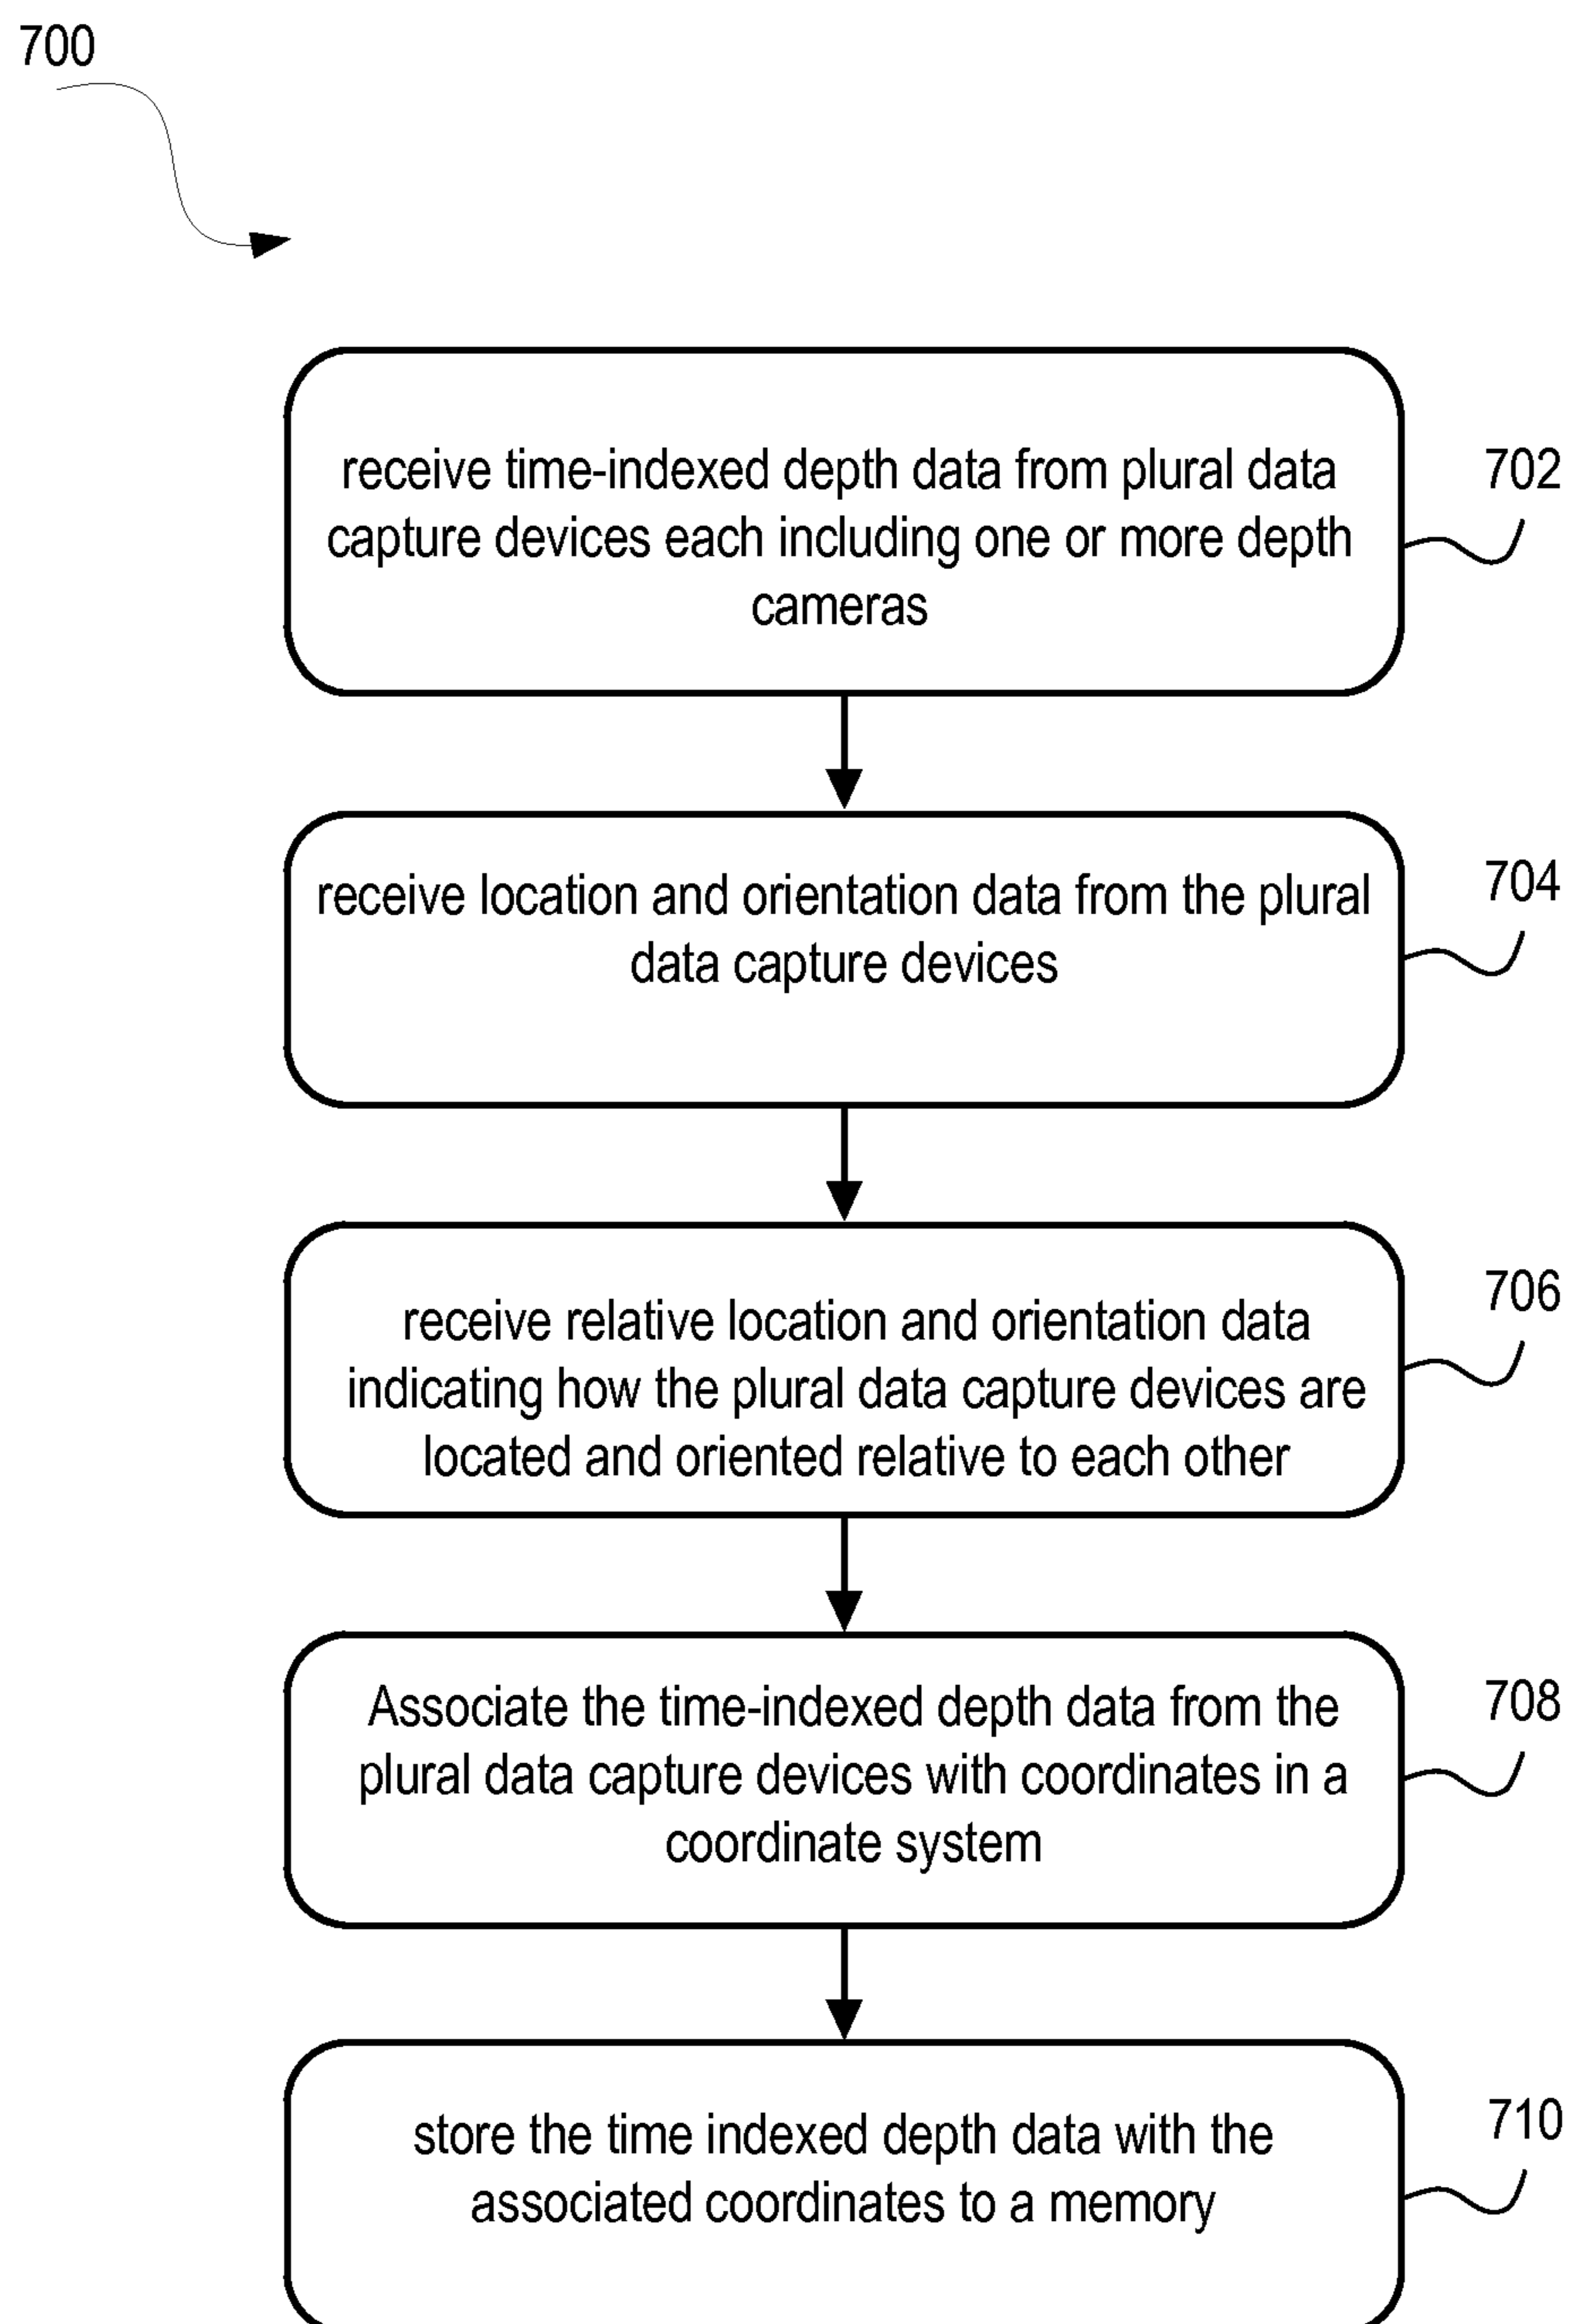 700
receive time-indexed depth data from plural data
capture devices each including one or more depth
cameras
702
receive location and orientation data from the plural
data capture devices
704
receive relative location and orientation data
indicating how the plural data capture devices are
located and oriented relative to each other
706
Associate the time-indexed depth data from the
plural data capture devices with coordinates in a
coordinate system
708
store the time indexed depth data with the
associated coordinates to a memory
710